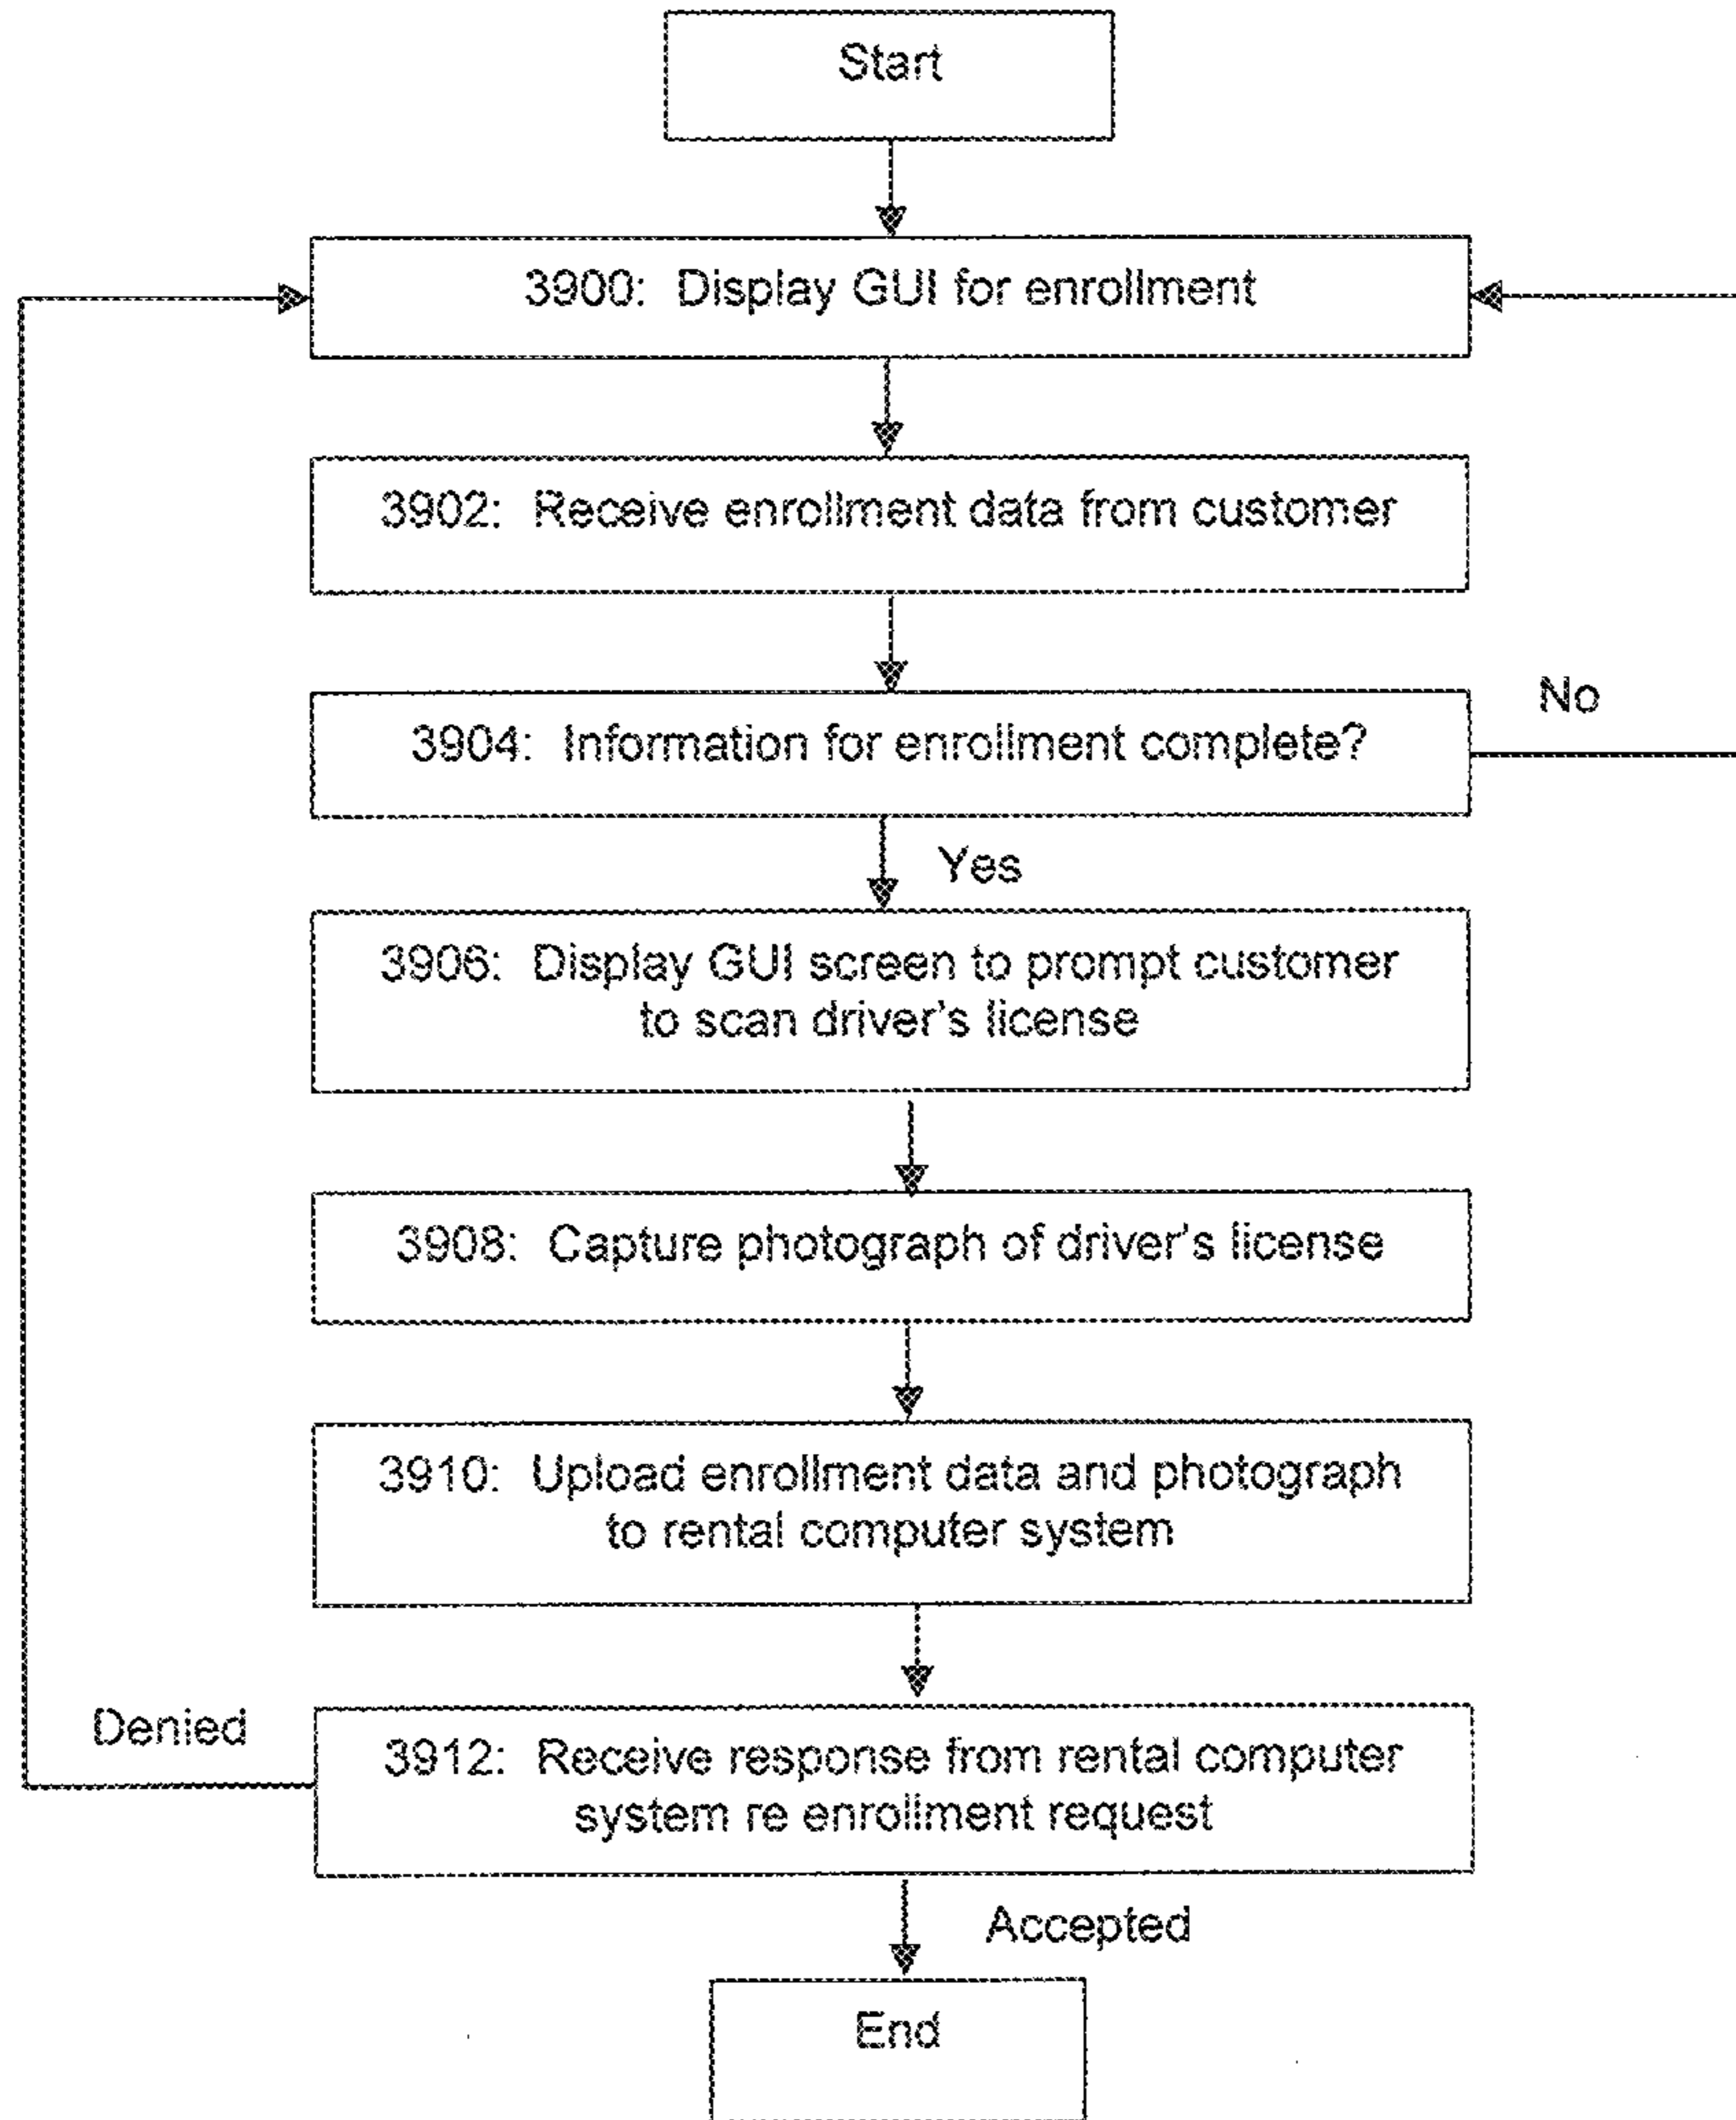 Start
3900: Display GUI for enrollment
3902: Receive enrollment data from customer
3904: Information for enrollment complete?
No
Yes
3906: Display GUI screen to prompt customer
to scan driver's license
3908: Capture photograph of driver's license
3910: Upload enrollment data and photograph
to rental computer system
Denied
3912: Receive response from rental computer
system re enrollment request
Accepted
End